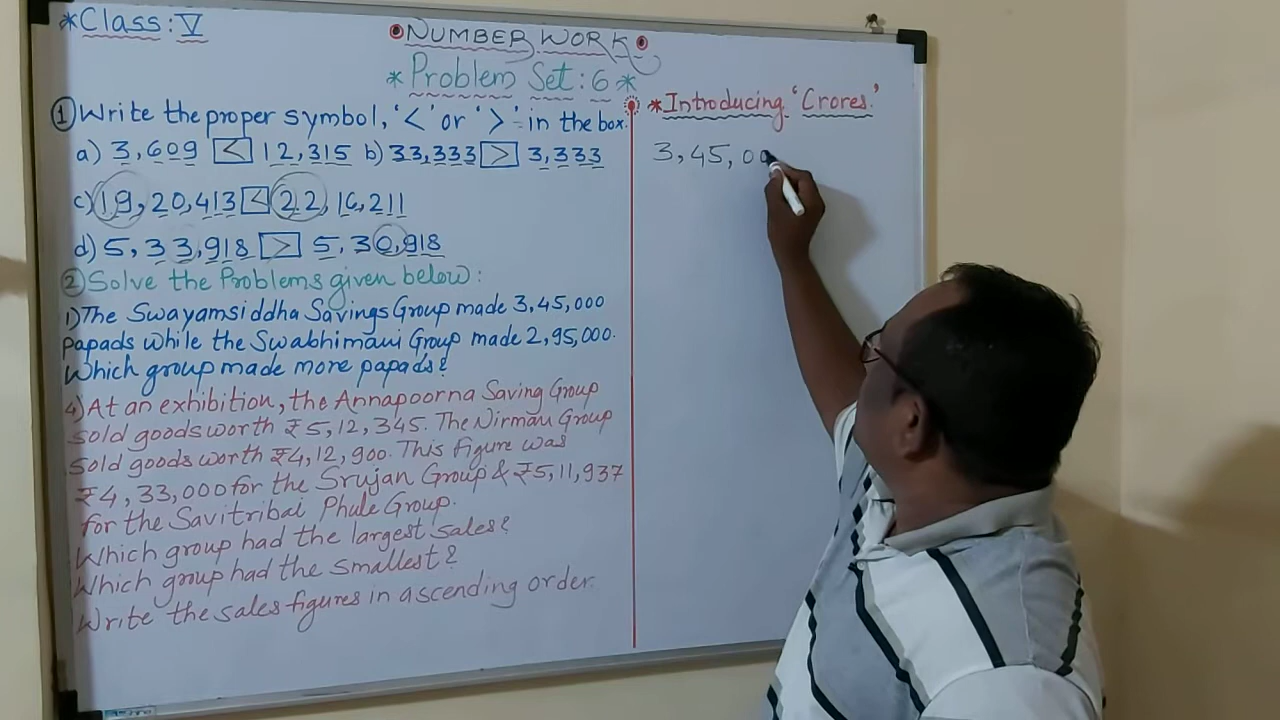 *Class: V
NUMBER WORK
* Problem Set: 6 *
① Write the proper symbol, '<' or '>' in the box.
a) 3,609 < 12,315 b) 33,333 > 3,333
c) 19,20,413 < 22,16,211
d) 5,33,918 > 5,30,918
② Solve the Problems given below:
1) The Swayamsiddha Savings Group made 3,45,000
papads while the Swabhimani Group made 2,95,000.
Which group made more papads?
4) At an exhibition, the Annapoorna Saving Group
sold goods worth ₹5,12,345. The Nirman Group
sold goods worth ₹4,12,900. This figure was
₹4,33,000 for the Srujan Group & ₹5,11,937
for the Savitribai Phule Group.
Which group had the largest sales?
Which group had the smallest?
Write the sales figures in ascending order.
*Introducing 'Crores.'
3,45,00